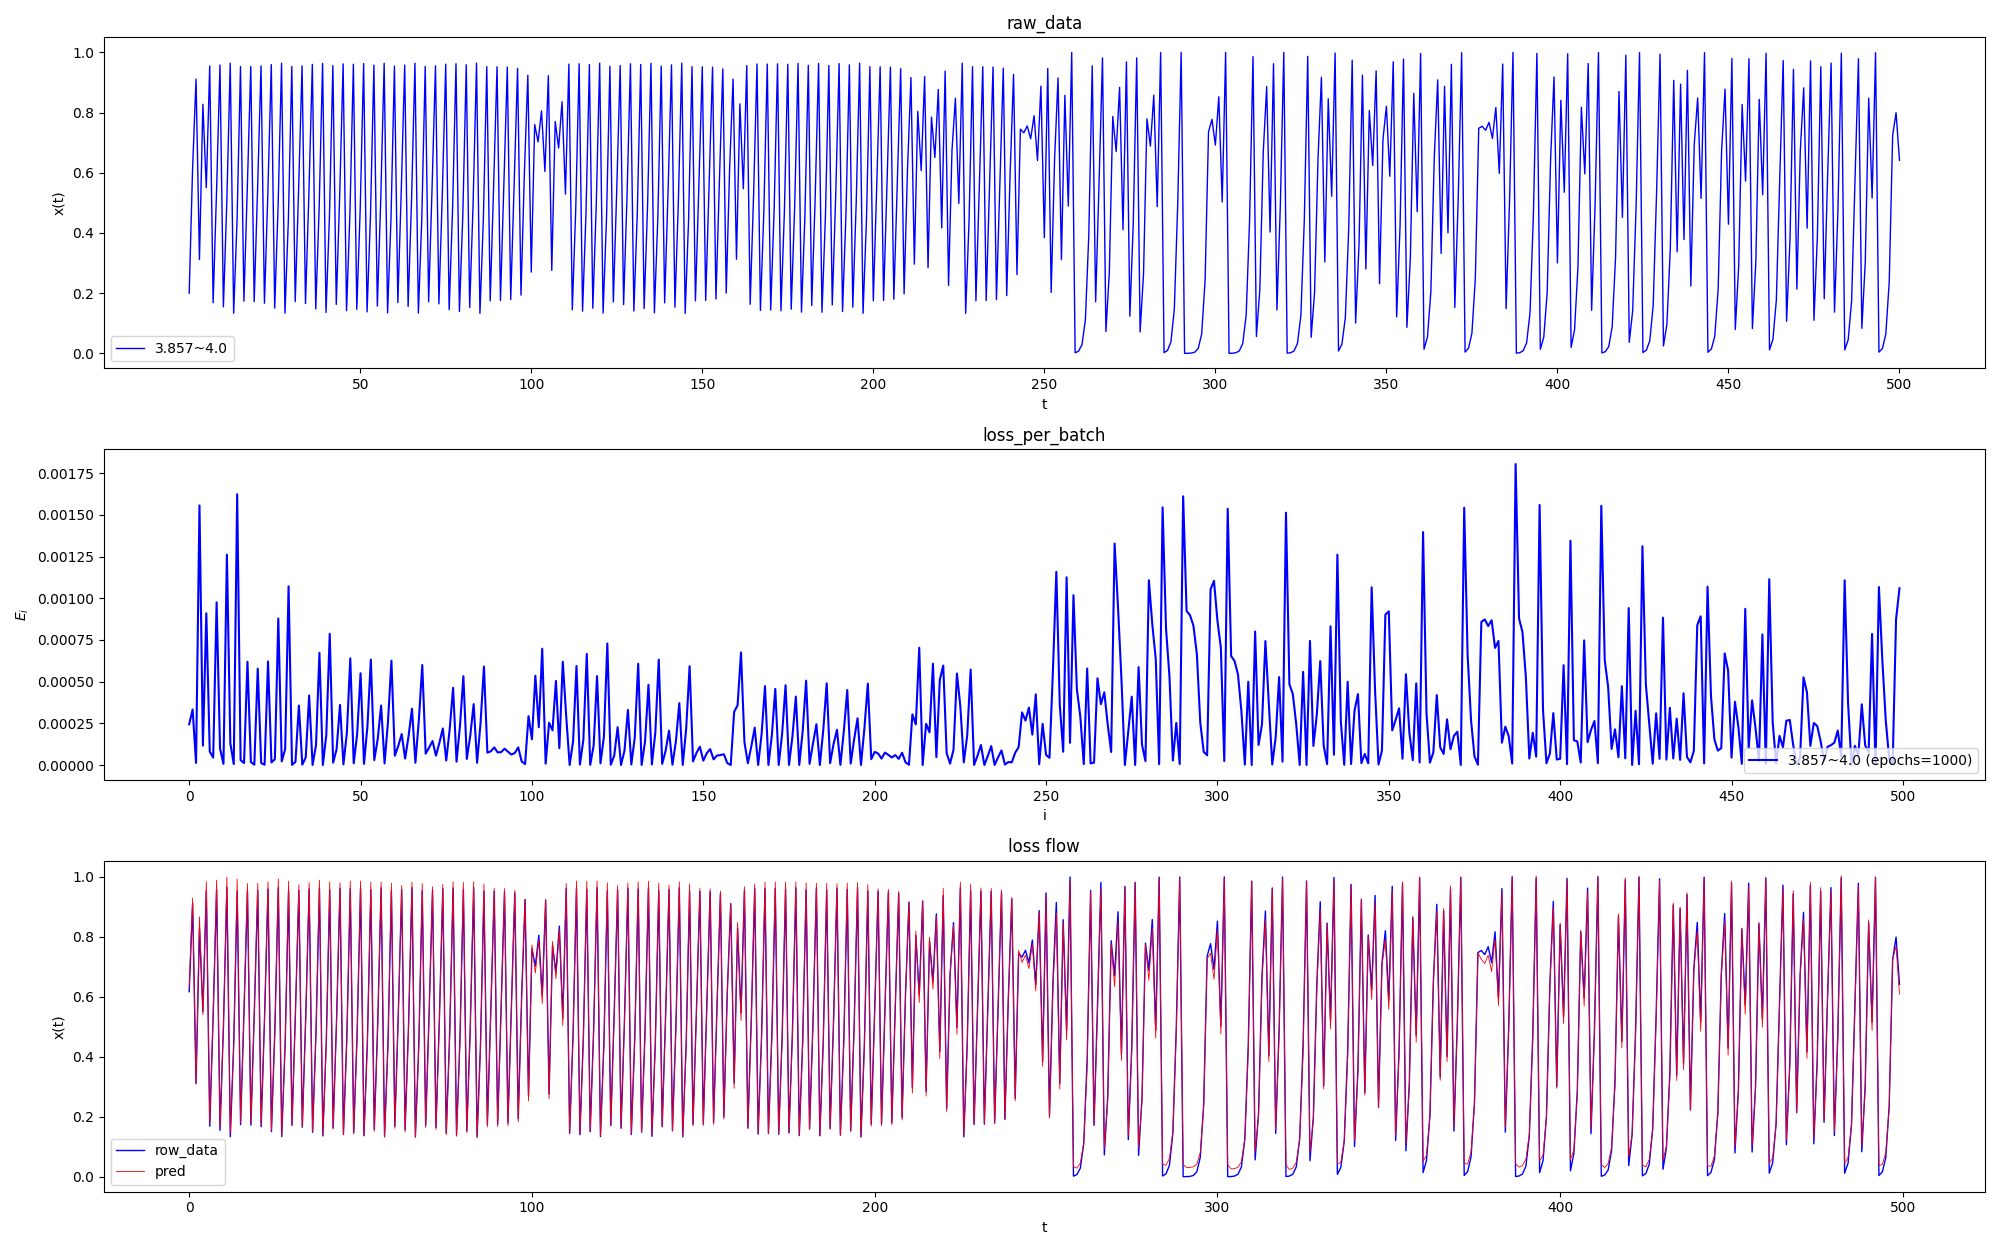 raw_data
x(t)
1.0
0.8
0.6
0.4
0.2
0.0
3.857~4.0
50 100 150 200 250 300 350 400 450 500
t
loss_per_batch
E_i
0.00175
0.00150
0.00125
0.00100
0.00075
0.00050
0.00025
0.00000
3.857~4.0 (epochs=1000)
0 50 100 150 200 250 300 350 400 450 500
i
loss flow
x(t)
1.0
0.8
0.6
0.4
0.2
0.0
row_data
pred
0 100 200 300 400 500
t